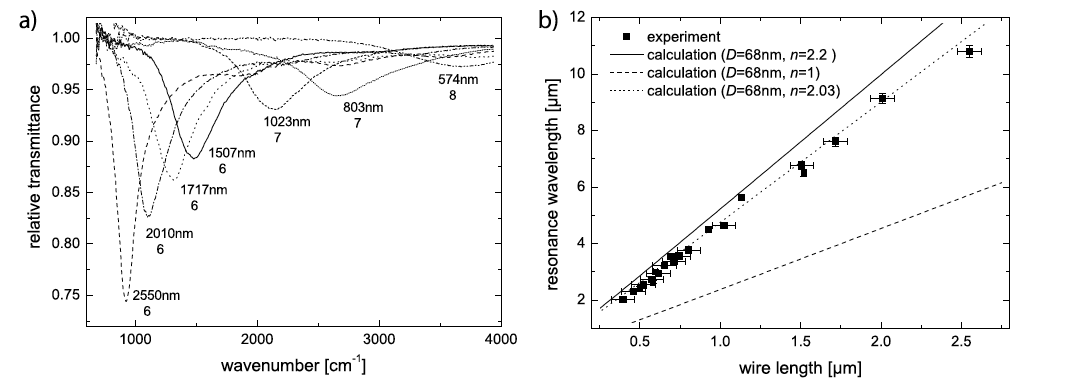 a)
1.00
0.95
0.90
0.85
0.80
0.75
relative transmittance
1000
2000
3000
4000
wavenumber [cm-1]
574nm
8
803nm
7
1023nm
7
1507nm
6
1717nm
6
2010nm
6
2550nm
6
b)
12
10
8
6
4
2
resonance wavelength [µm]
0.5
1.0
1.5
2.0
2.5
wire length [µm]
experiment
calculation (D=68nm, n=2.2 )
calculation (D=68nm, n=1)
calculation (D=68nm, n=2.03)